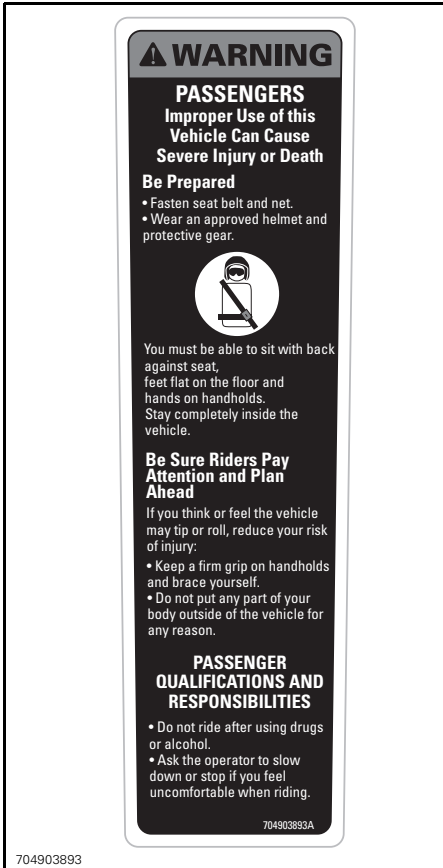 WARNING
PASSENGERS
Improper Use of this
Vehicle Can Cause
Severe Injury or Death
Be Prepared
• Fasten seat belt and net.
• Wear an approved helmet and
protective gear.
You must be able to sit with back
against seat,
feet flat on the floor and
hands on handholds.
Stay completely inside the
vehicle.
Be Sure Riders Pay
Attention and Plan
Ahead
If you think or feel the vehicle
may tip or roll, reduce your risk
of injury:
• Keep a firm grip on handholds
and brace yourself.
• Do not put any part of your
body outside of the vehicle for
any reason.
PASSENGER
QUALIFICATIONS AND
RESPONSIBILITIES
• Do not ride after using drugs
or alcohol.
• Ask the operator to slow
down or stop if you feel
uncomfortable when riding.
704903893A
704903893